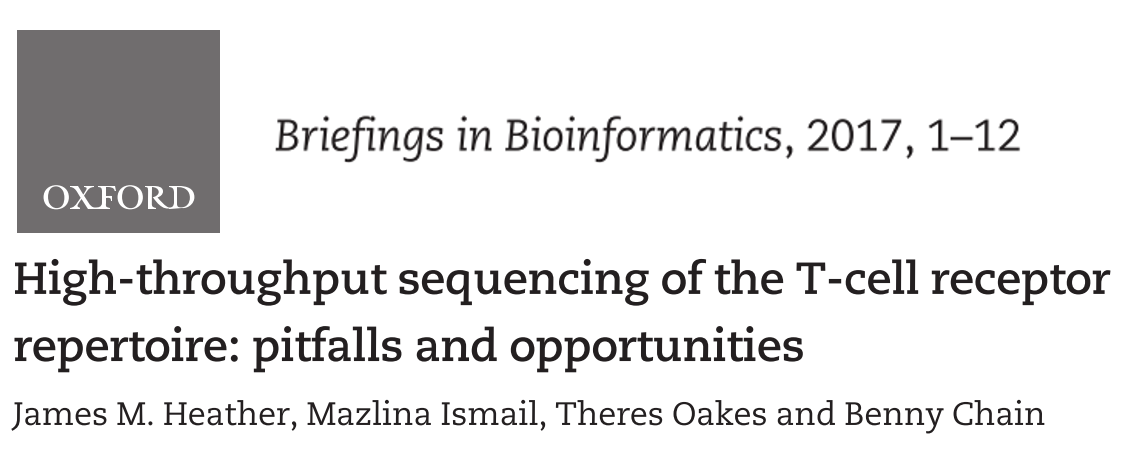 OXFORD
Briefings in Bioinformatics, 2017, 1–12
High-throughput sequencing of the T-cell receptor
repertoire: pitfalls and opportunities
James M. Heather, Mazlina Ismail, Theres Oakes and Benny Chain